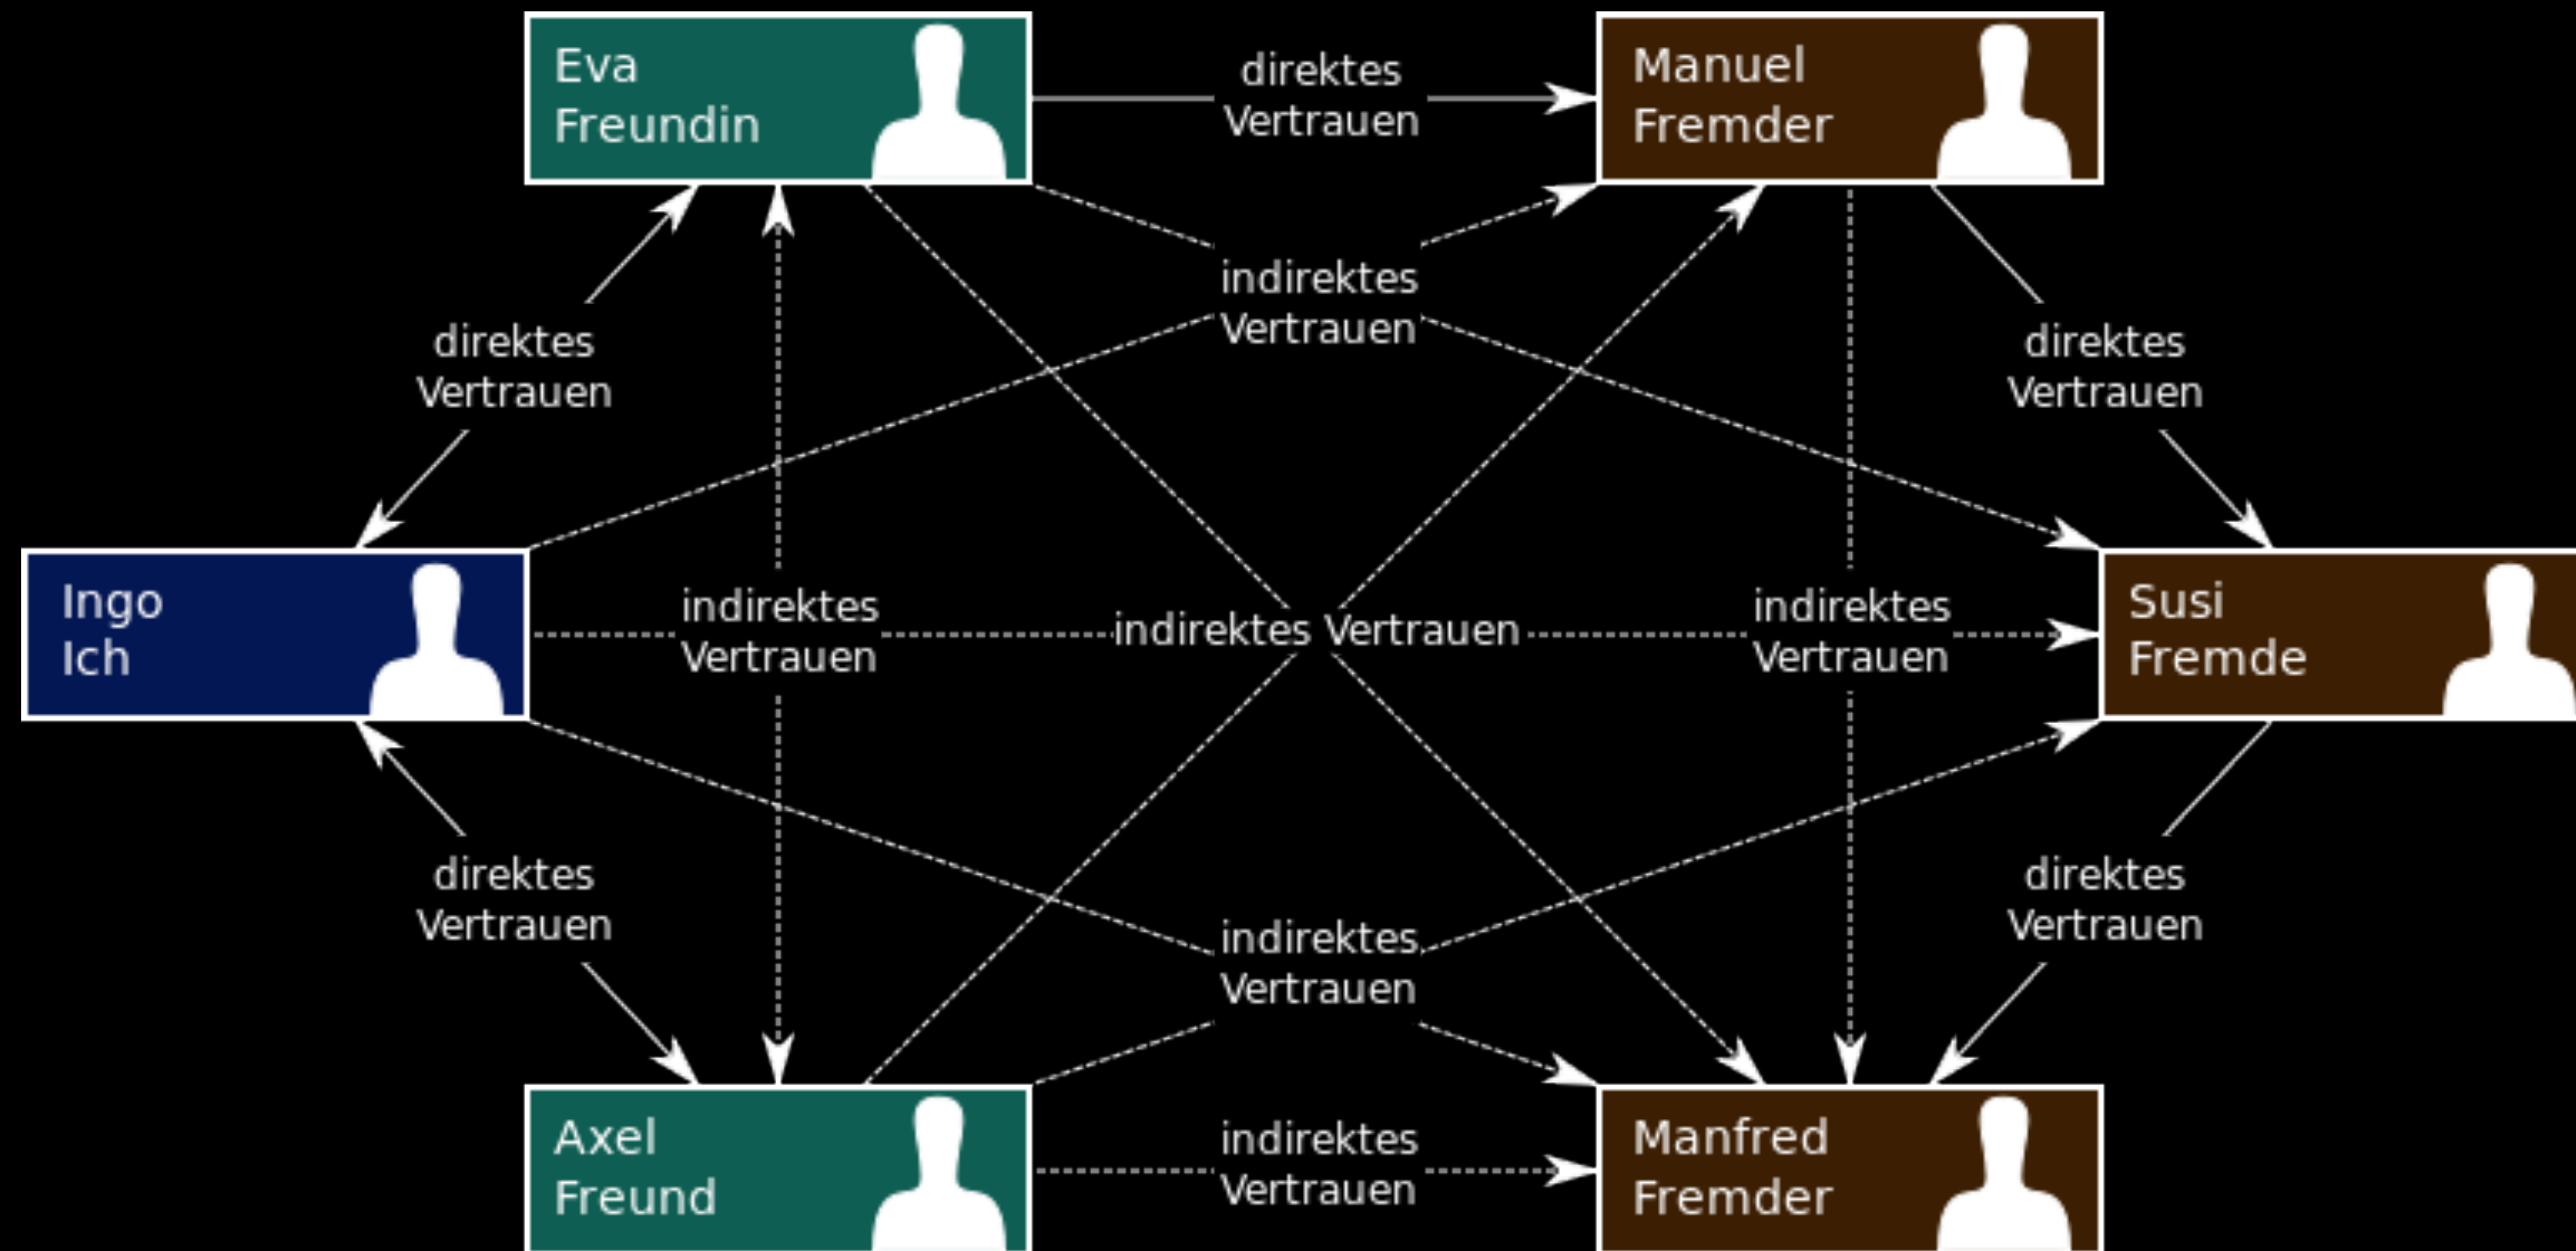 Eva
Freundin
direktes
Vertrauen
Manuel
Fremder
indirektes
Vertrauen
direktes
Vertrauen
direktes
Vertrauen
Ingo
Ich
indirektes
Vertrauen
indirektes Vertrauen
indirektes
Vertrauen
Susi
Fremde
direktes
Vertrauen
direktes
Vertrauen
indirektes
Vertrauen
Axel
Freund
indirektes
Vertrauen
Manfred
Fremder